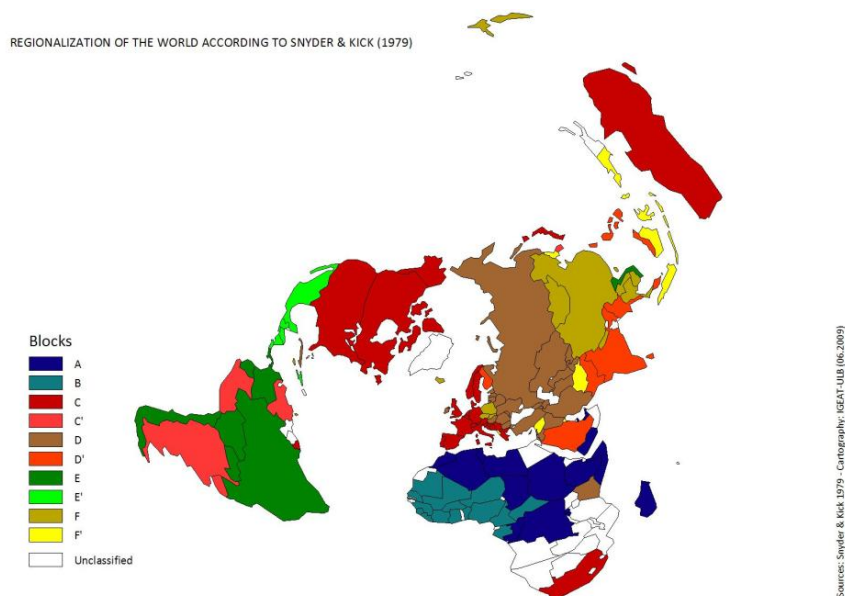 REGIONALIZATION OF THE WORLD ACCORDING TO SNYDER & KICK (1979)
Blocks
A
B
C
C'
D
D'
E
E'
F
F'
Unclassified
Sources: Snyder & Kick 1979 - Cartography: IGEAT-ULB (06.2009)